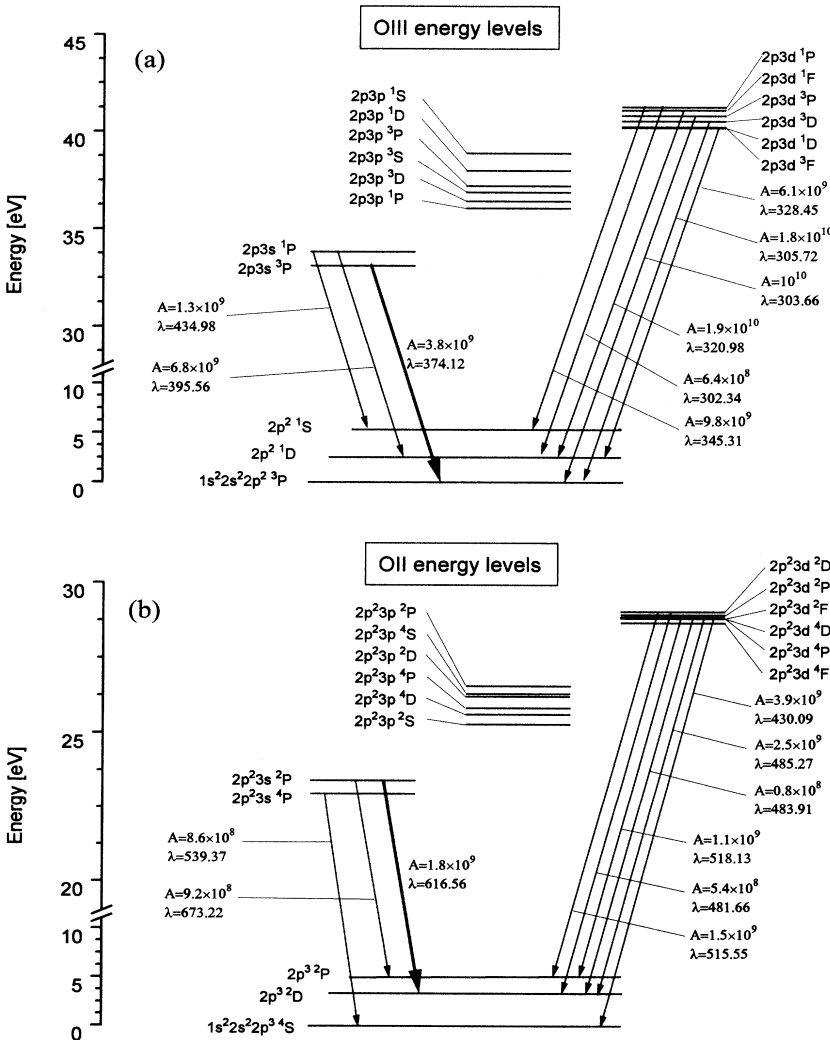 OIII energy levels
(a)
Energy [eV]
45
40
35
30
10
5
0
2p3p ¹S
2p3p ¹D
2p3p ³P
2p3p ³S
2p3p ³D
2p3p ¹P
2p3d ¹P
2p3d ¹F
2p3d ³P
2p3d ³D
2p3d ¹D
2p3d ³F
2p3s ¹P
2p3s ³P
A=1.3×10⁹
λ=434.98
A=6.8×10⁹
λ=395.56
A=3.8×10⁹
λ=374.12
A=6.1×10⁹
λ=328.45
A=1.8×10¹⁰
λ=305.72
A=10¹⁰
λ=303.66
A=1.9×10¹⁰
λ=320.98
A=6.4×10⁸
λ=302.34
A=9.8×10⁹
λ=345.31
2p² ¹S
2p² ¹D
1s²2s²2p² ³P
OII energy levels
(b)
Energy [eV]
30
25
20
10
5
0
2p²3p ²P
2p²3p ⁴S
2p²3p ²D
2p²3p ⁴P
2p²3p ⁴D
2p²3p ²S
2p²3d ²D
2p²3d ²P
2p²3d ²F
2p²3d ⁴D
2p²3d ⁴P
2p²3d ⁴F
2p²3s ²P
2p²3s ⁴P
A=8.6×10⁸
λ=539.37
A=9.2×10⁸
λ=673.22
A=1.8×10⁹
λ=616.56
A=3.9×10⁹
λ=430.09
A=2.5×10⁹
λ=485.27
A=0.8×10⁸
λ=483.91
A=1.1×10⁹
λ=518.13
A=5.4×10⁸
λ=481.66
A=1.5×10⁹
λ=515.55
2p³ ²P
2p³ ²D
1s²2s²2p³ ⁴S